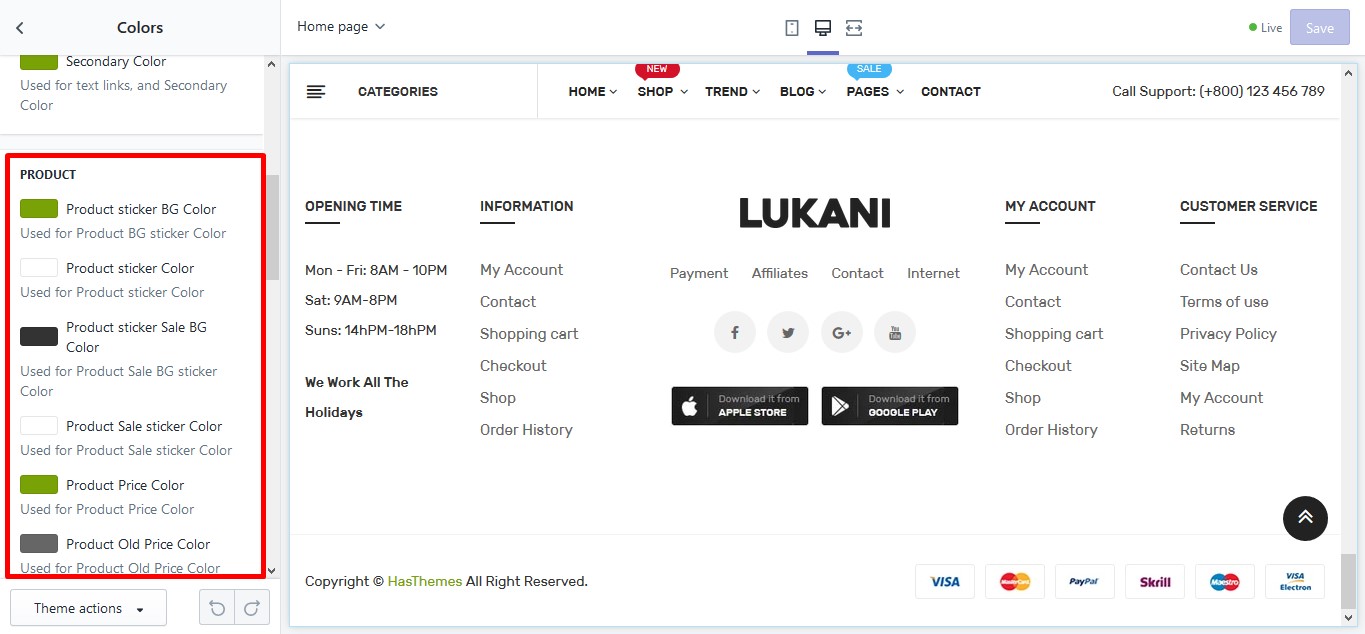 Colors
Home page
Live
Save
Secondary Color
Used for text links, and Secondary
Color
PRODUCT
Product sticker BG Color
Used for Product BG sticker Color
Product sticker Color
Used for Product sticker Color
Product sticker Sale BG
Color
Used for Product Sale BG sticker
Color
Product Sale sticker Color
Used for Product Sale sticker Color
Product Price Color
Used for Product Price Color
Product Old Price Color
Used for Product Old Price Color
Theme actions
NEW
SALE
CATEGORIES
HOME
SHOP
TREND
BLOG
PAGES
CONTACT
Call Support: (+800) 123 456 789
OPENING TIME
Mon - Fri: 8AM - 10PM
Sat: 9AM-8PM
Suns: 14hPM-18hPM
We Work All The
Holidays
INFORMATION
My Account
Contact
Shopping cart
Checkout
Shop
Order History
LUKANI
Payment
Affiliates
Contact
Internet
f
G+
You
Tube
Download it from
APPLE STORE
Download it from
GOOGLE PLAY
MY ACCOUNT
My Account
Contact
Shopping cart
Checkout
Shop
Order History
CUSTOMER SERVICE
Contact Us
Terms of use
Privacy Policy
Site Map
My Account
Returns
Copyright © HasThemes All Right Reserved.
VISA
MasterCard
PayPal
Skrill
Maestro
VISA
Electron